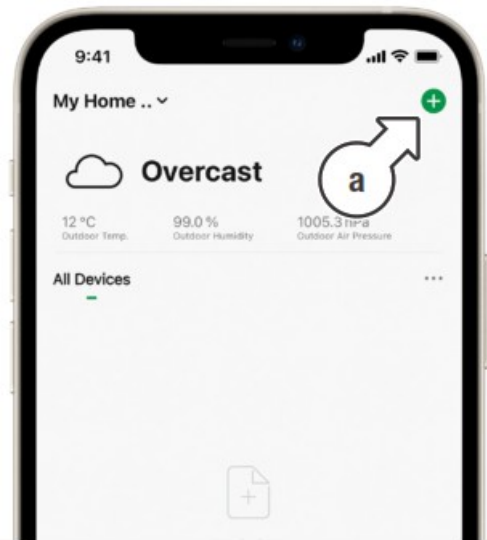 9:41
My Home ..
Overcast
a
12 °C
99.0 %
1005.3 hPa
Outdoor Temp.
Outdoor Humidity
Outdoor Air Pressure
All Devices
...